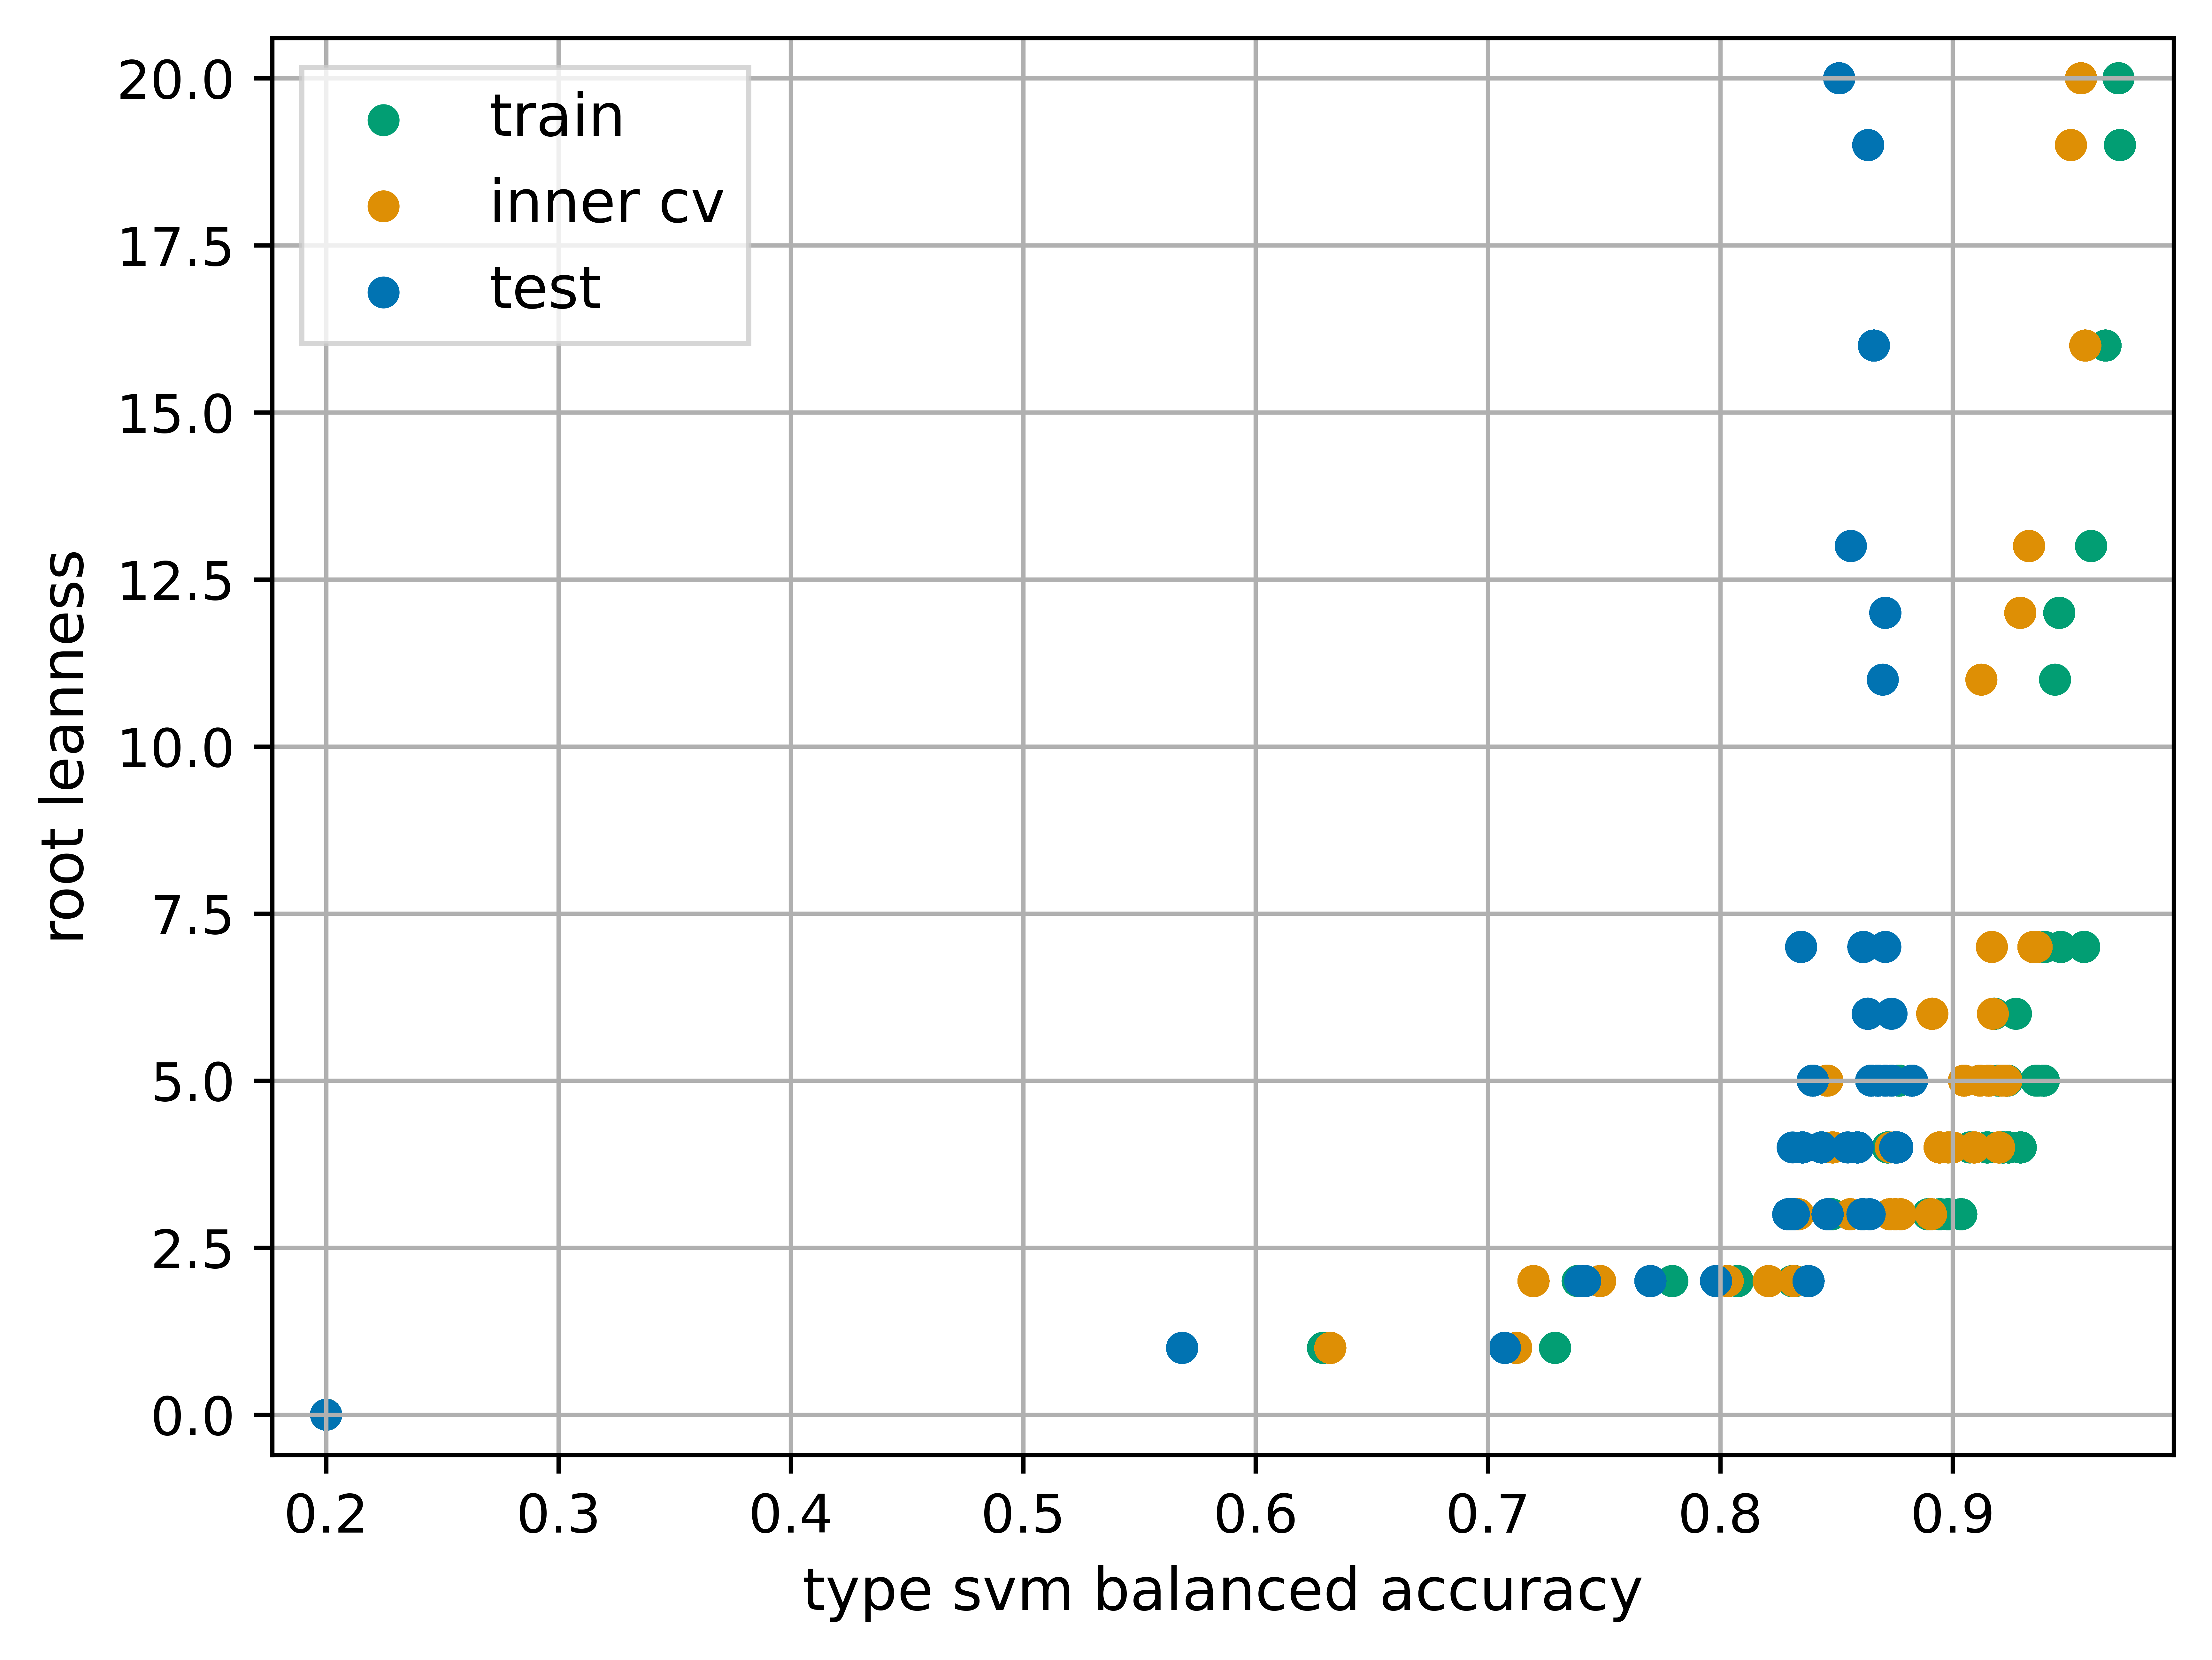 train
inner cv
test
root leanness
20.0
17.5
15.0
12.5
10.0
7.5
5.0
2.5
0.0
0.2 0.3 0.4 0.5 0.6 0.7 0.8 0.9
type svm balanced accuracy